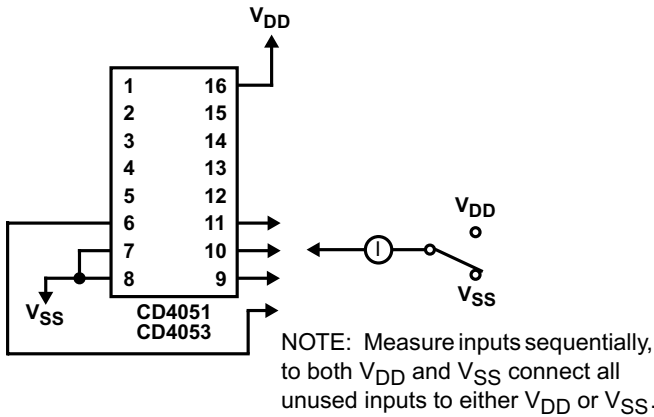 VDD
1 16
2 15
3 14
4 13
5 12
6 11
7 10
8 9
VSS
CD4051
CD4053
I
VDD
VSS
NOTE: Measure inputs sequentially,
to both VDD and VSS connect all
unused inputs to either VDD or VSS.